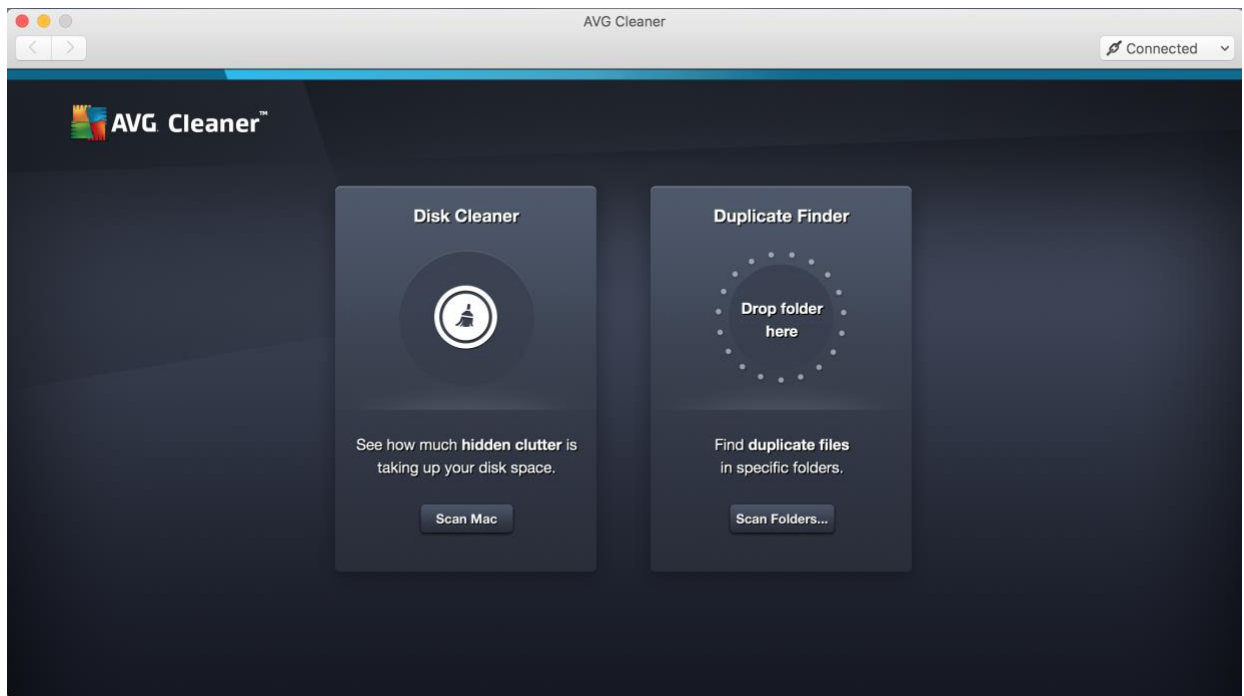 AVG Cleaner
Connected
AVG Cleaner™
Disk Cleaner
See how much hidden clutter is
taking up your disk space.
Scan Mac
Duplicate Finder
Drop folder
here
Find duplicate files
in specific folders.
Scan Folders...